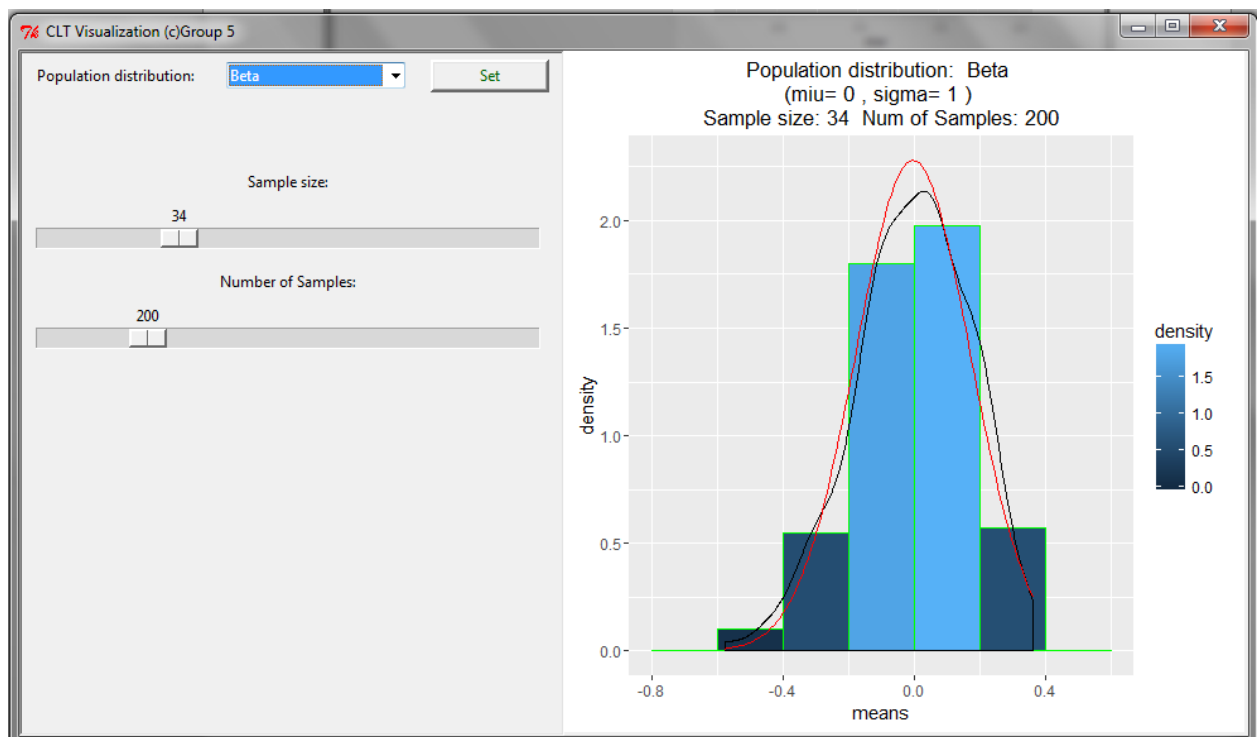 CLT Visualization (c)Group 5
Population distribution:
Beta
Set
Sample size:
34
Number of Samples:
200
Population distribution:  Beta
(miu= 0 , sigma= 1 )
Sample size: 34  Num of Samples: 200
density
2.0
1.5
1.0
0.5
0.0
-0.8
-0.4
0.0
0.4
means
density
1.5
1.0
0.5
0.0